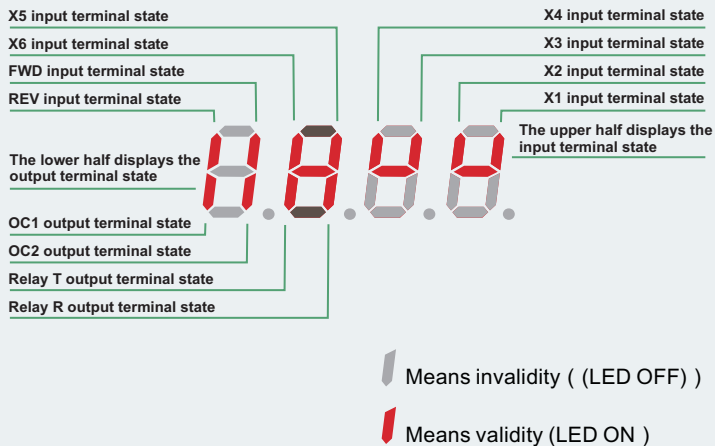 X5 input terminal state
X6 input terminal state
FWD input terminal state
REV input terminal state
The lower half displays the
output terminal state
OC1 output terminal state
OC2 output terminal state
Relay T output terminal state
Relay R output terminal state
X4 input terminal state
X3 input terminal state
X2 input terminal state
X1 input terminal state
The upper half displays the
input terminal state
Means invalidity ( (LED OFF) )
Means validity (LED ON )